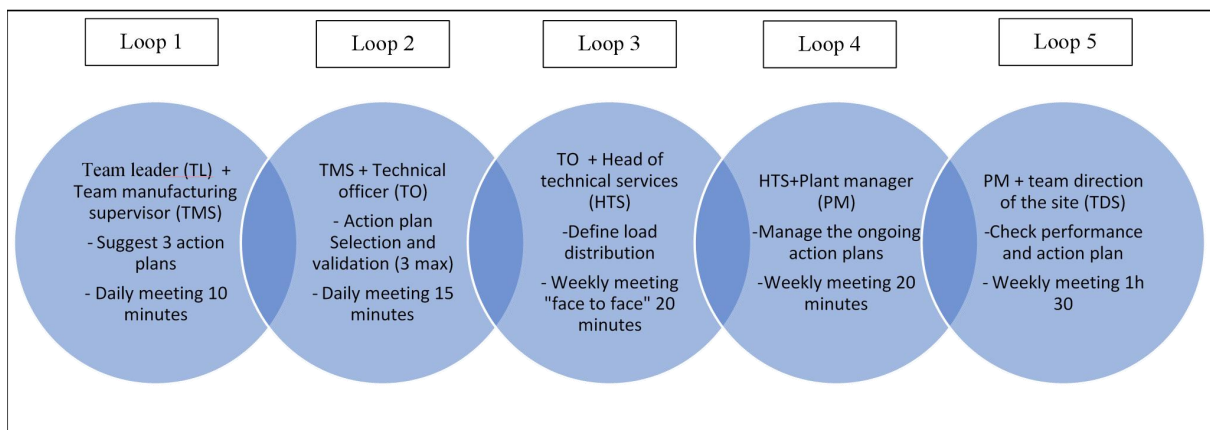 Loop 1
Loop 2
Loop 3
Loop 4
Loop 5
Team leader (TL) +
Team manufacturing
supervisor (TMS)
- Suggest 3 action
plans
- Daily meeting 10
minutes
TMS + Technical
officer (TO)
- Action plan
Selection and
validation (3 max)
- Daily meeting 15
minutes
TO + Head of
technical services
(HTS)
-Define load
distribution
- Weekly meeting
"face to face" 20
minutes
HTS+Plant manager
(PM)
-Manage the ongoing
action plans
-Weekly meeting 20
minutes
PM + team direction
of the site (TDS)
-Check performance
and action plan
- Weekly meeting 1h
30